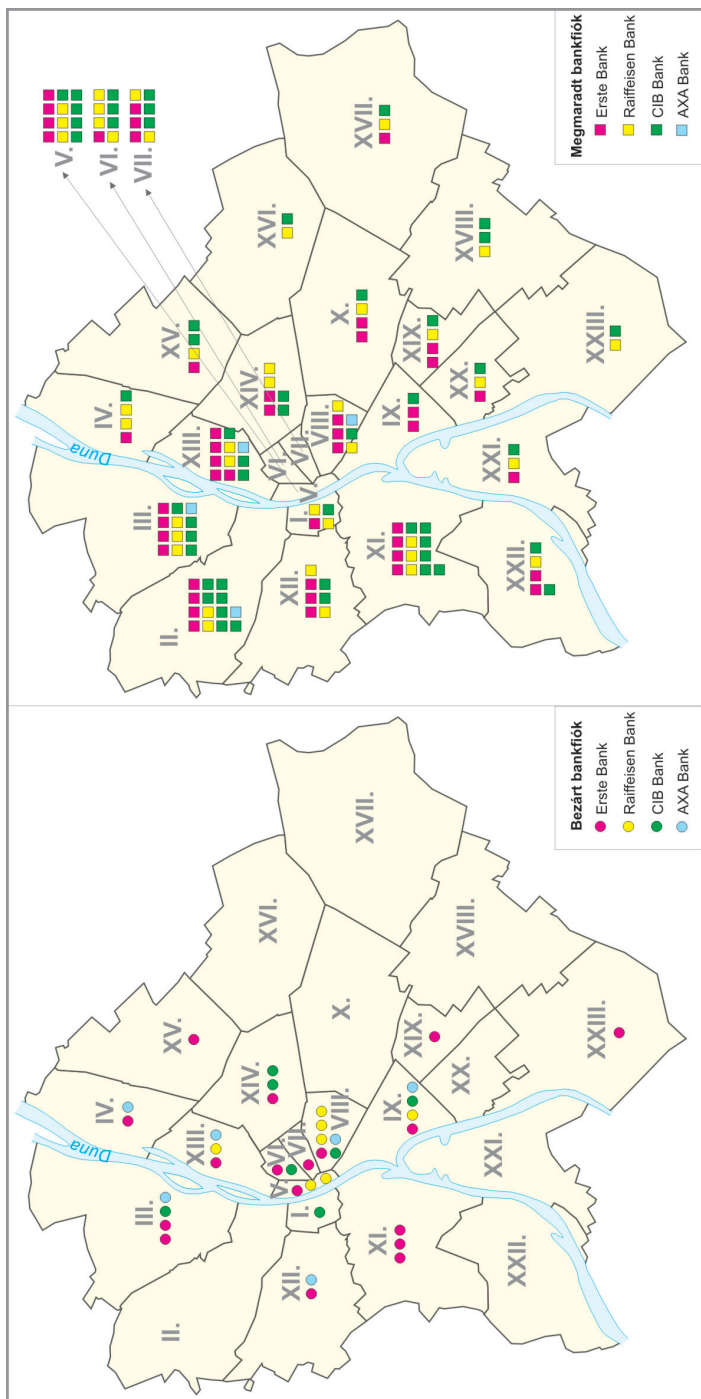 Duna
IV.
III.
II.
XV.
XIII.
XIV.
XVI.
VI.
V.
XII.
VII.
I.
VIII.
X.
XVII.
XI.
IX.
XIX.
XX.
XVIII.
XXI.
XXII.
XXIII.
Bezárt bankfiók
Erste Bank
Raiffeisen Bank
CIB Bank
AXA Bank
V.
VI.
VII.
Duna
IV.
III.
II.
XV.
XIII.
XIV.
XVI.
VI.
XII.
VII.
I.
V.
VIII.
X.
XVII.
XI.
IX.
XIX.
XX.
XVIII.
XXI.
XXII.
XXIII.
Megmaradt bankfiók
Erste Bank
Raiffeisen Bank
CIB Bank
AXA Bank